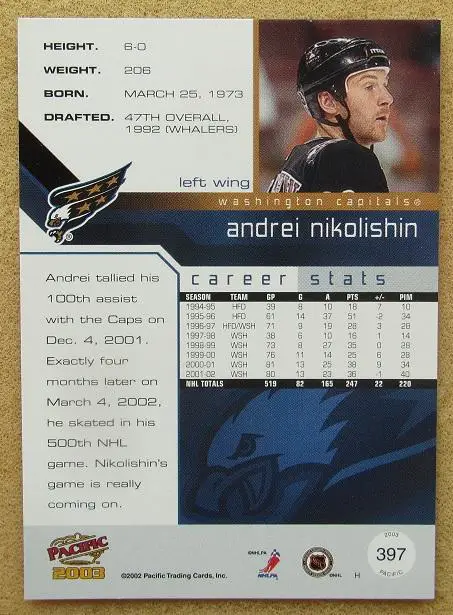 HEIGHT. 6-0
WEIGHT. 206
BORN. MARCH 25, 1973
DRAFTED. 47TH OVERALL,
1992 (WHALERS)
left wing
washington capitals®
andrei nikolishin
®
Andrei tallied his
100th assist
with the Caps on
Dec. 4, 2001.
Exactly four
months later on
March 4, 2002,
he skated in his
500th NHL
game. Nikolishin's
game is really
coming on.
career stats
SEASON TEAM GP G A PTS +/- PIM
1994-95 HFD 39 8 10 18 7 10
1995-96 HFD 61 14 37 51 -2 34
1996-97 HFD/WSH 71 9 19 28 3 28
1997-98 WSH 38 6 10 16 1 14
1998-99 WSH 73 8 27 35 0 28
1999-00 WSH 76 11 14 25 6 28
2000-01 WSH 81 13 25 38 9 34
2001-02 WSH 80 13 23 36 -1 40
NHL TOTALS 519 82 165 247 22 220
PACIFIC
2003
©2002 Pacific Trading Cards, Inc.
©NHLPA
NHLPA
©NHL
H
2003
397
PACIFIC